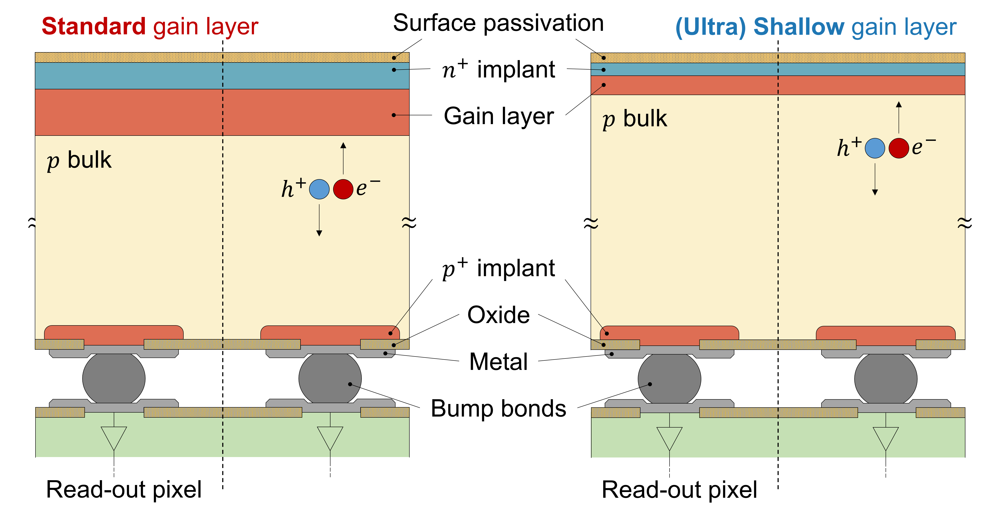 Standard gain layer
Surface passivation
(Ultra) Shallow gain layer
n⁺ implant
Gain layer
p bulk
h⁺ e⁻
p bulk
h⁺ e⁻
p⁺ implant
Oxide
Metal
Bump bonds
Read-out pixel
Read-out pixel